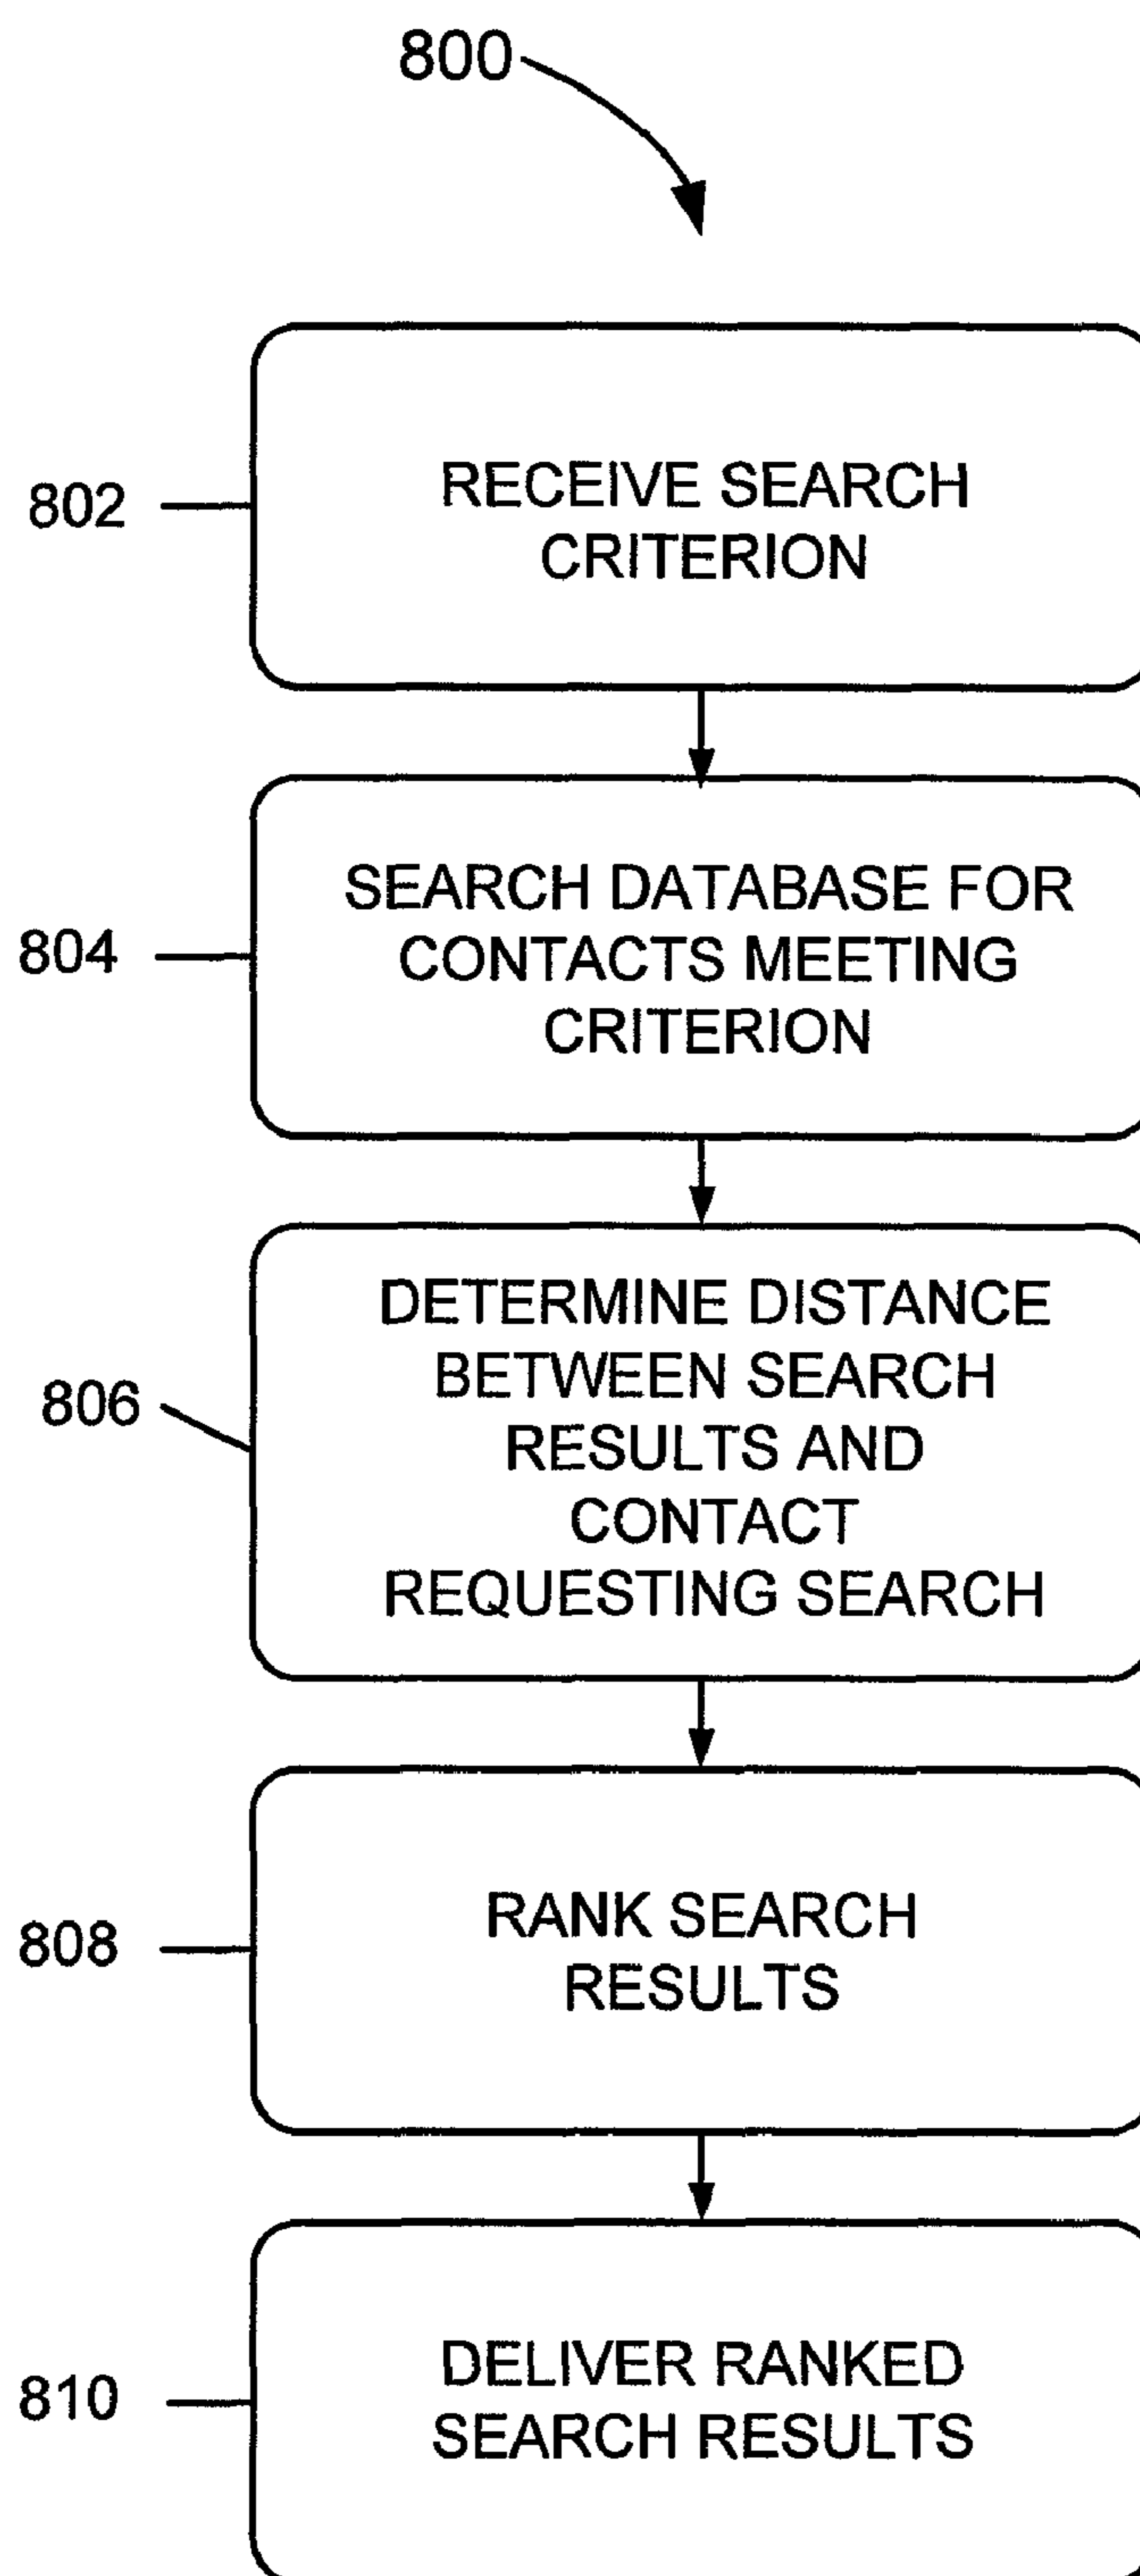 800
802
RECEIVE SEARCH
CRITERION
804
SEARCH DATABASE FOR
CONTACTS MEETING
CRITERION
806
DETERMINE DISTANCE
BETWEEN SEARCH
RESULTS AND
CONTACT
REQUESTING SEARCH
808
RANK SEARCH
RESULTS
810
DELIVER RANKED
SEARCH RESULTS